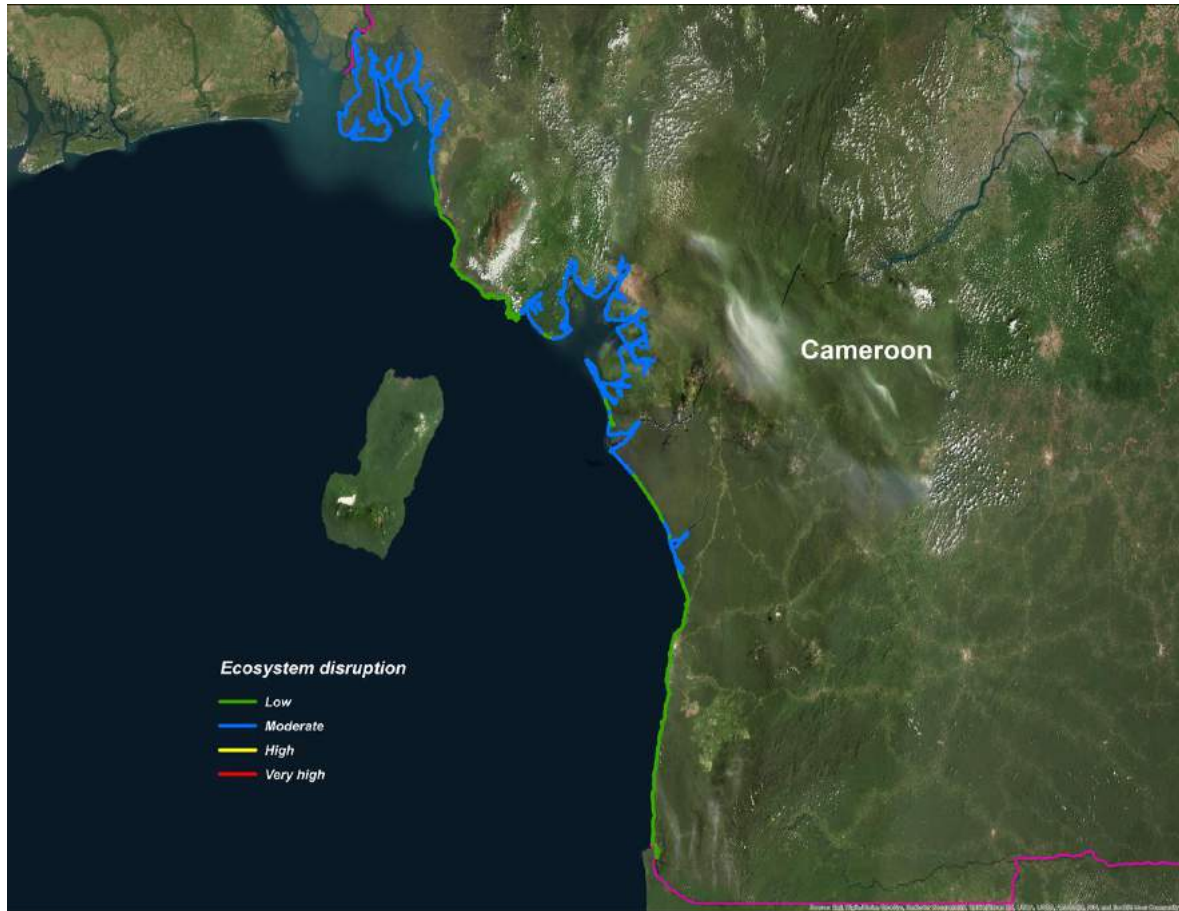 Cameroon
Ecosystem disruption
Low
Moderate
High
Very high